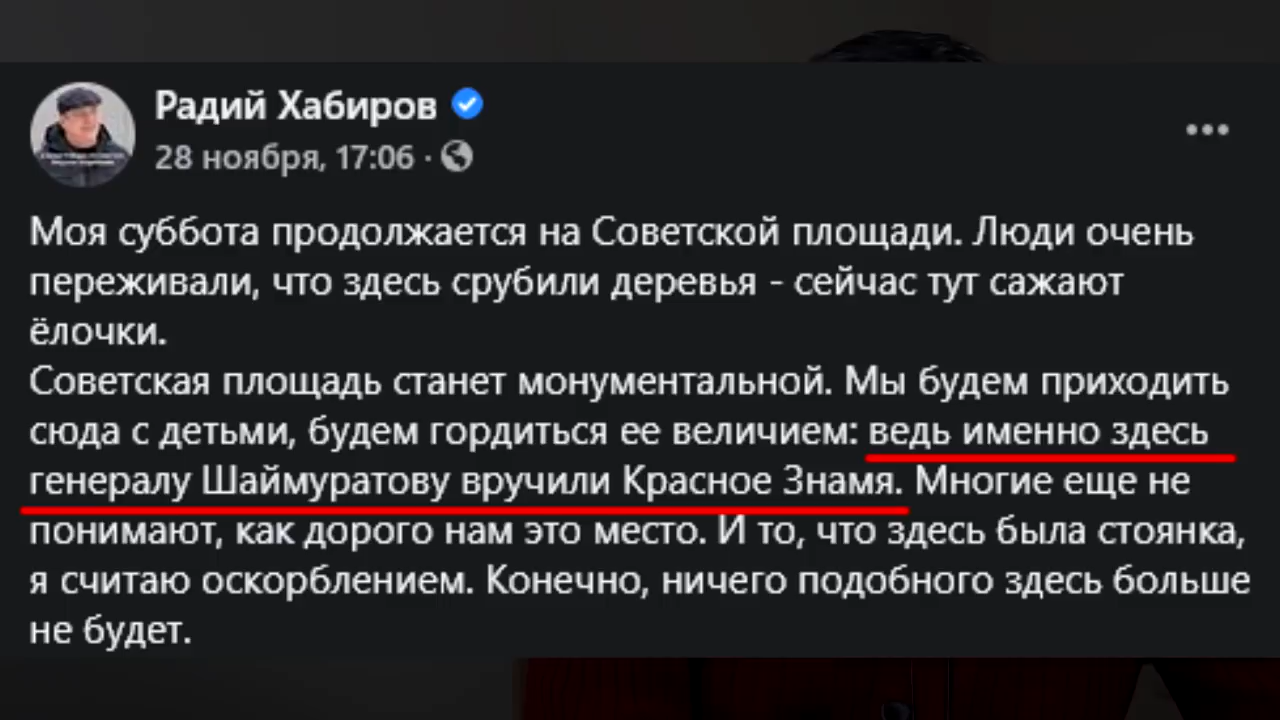 Радий Хабиров
28 ноября, 17:06 ·
Моя суббота продолжается на Советской площади. Люди очень
переживали, что здесь срубили деревья - сейчас тут сажают
ёлочки.
Советская площадь станет монументальной. Мы будем приходить
сюда с детьми, будем гордиться ее величием: ведь именно здесь
генералу Шаймуратову вручили Красное Знамя. Многие еще не
понимают, как дорого нам это место. И то, что здесь была стоянка,
я считаю оскорблением. Конечно, ничего подобного здесь больше
не будет.